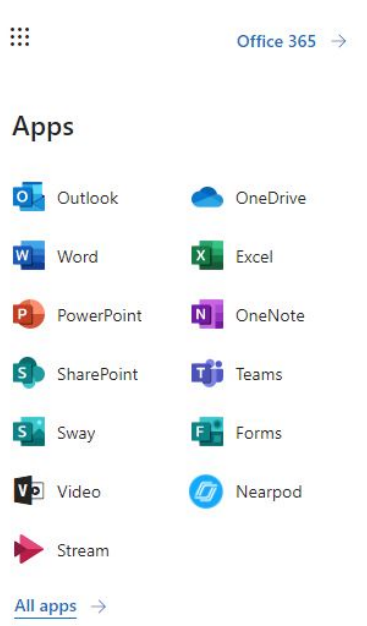 Office 365 →
Apps
Outlook
OneDrive
Word
Excel
PowerPoint
OneNote
SharePoint
Teams
Sway
Forms
Video
Nearpod
Stream
All apps →